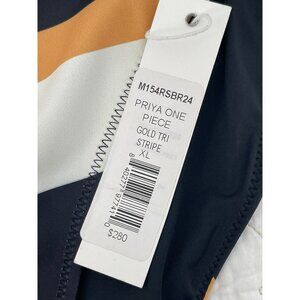 M154RSBR24
PRIYA ONE
PIECE
GOLD TRI
STRIPE
XL
$280